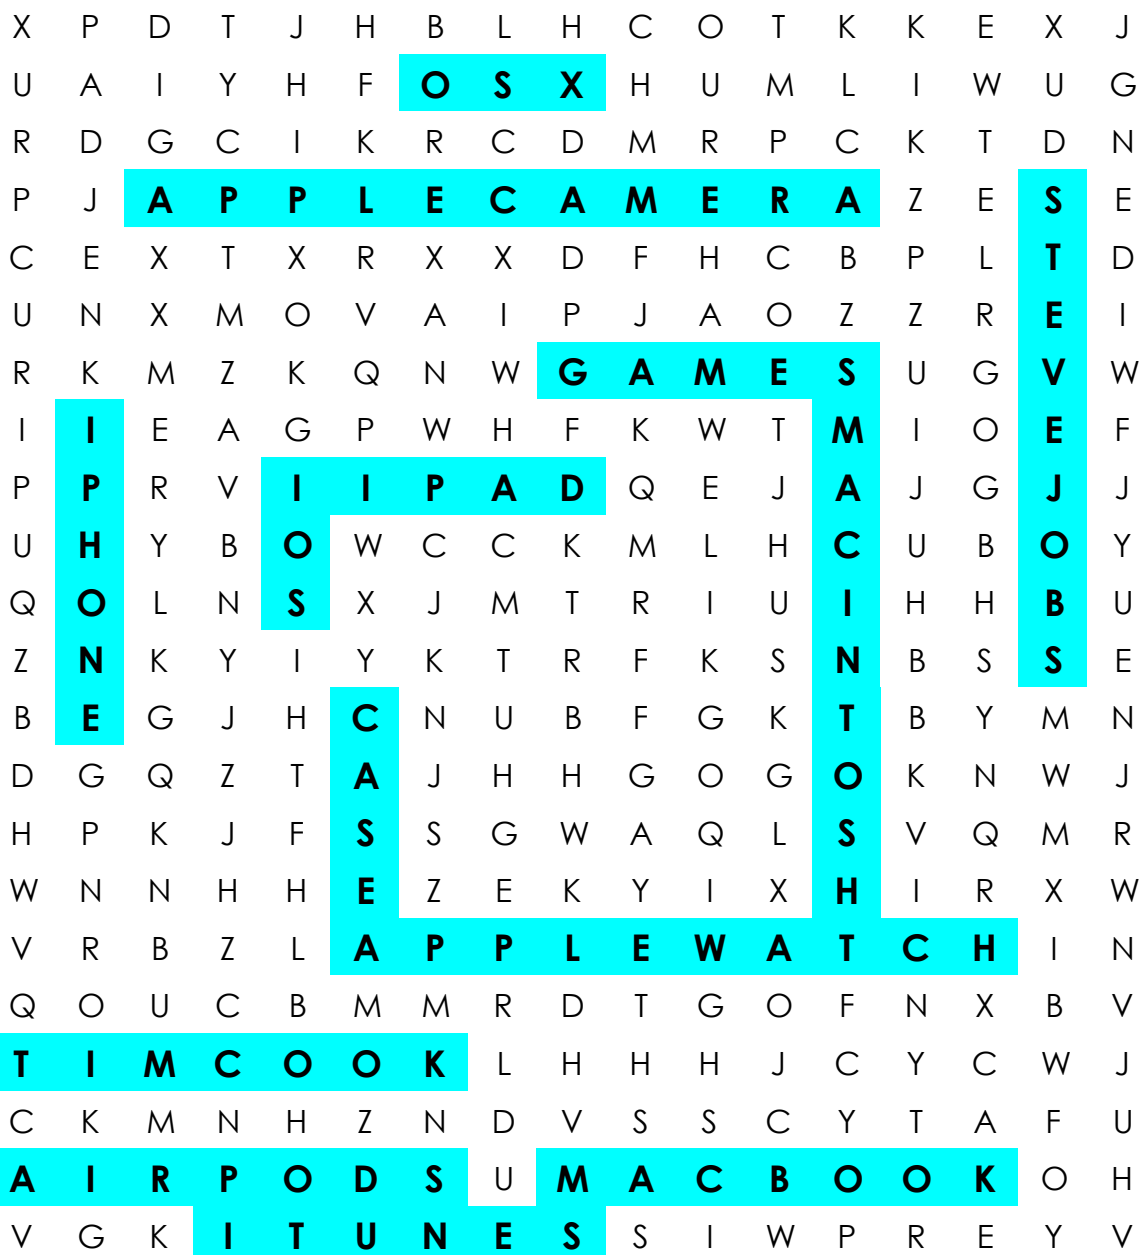 X P D T J H B L H C O T K K E X J
U A I Y H F O S X H U M L I W U G
R D G C I K R C D M R P C K T D N
P J A P P L E C A M E R A Z E S E
C E X T X R X X D F H C B P L T D
U N X M O V A I P J A O Z Z R E I
R K M Z K Q N W G A M E S U G V W
I I E A G P W H F K W T M I O E F
P P R V I I P A D Q E J A J G J J
U H Y B O W C C K M L H C U B O Y
Q O L N S X J M T R I U I H H B U
Z N K Y I Y K T R F K S N B S S E
B E G J H C N U B F G K T B Y M N
D G Q Z T A J H H G O G O K N W J
H P K J F S S G W A Q L S V Q M R
W N N H H E Z E K Y I X H I R X W
V R B Z L A P P L E W A T C H I N
Q O U C B M M R D T G O F N X B V
T I M C O O K L H H H J C Y C W J
C K M N H Z N D V S S C Y T A F U
A I R P O D S U M A C B O O K O H
V G K I T U N E S S I W P R E Y V